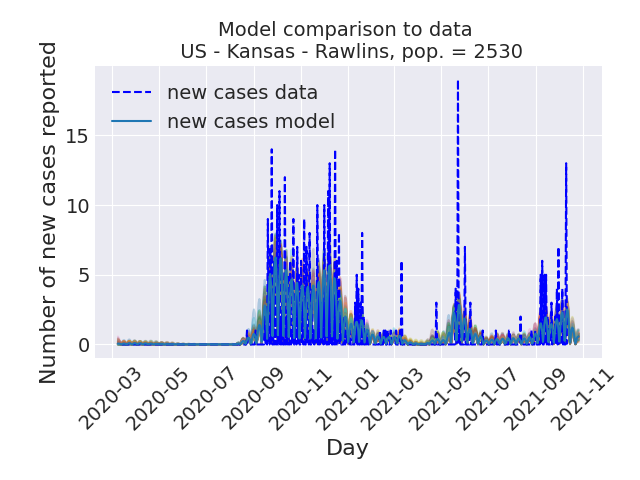 Model comparison to data
US - Kansas - Rawlins, pop. = 2530
new cases data
new cases model
Number of new cases reported
15
10
5
0
2020-03
2020-05
2020-07
2020-09
2020-11
2021-01
2021-03
2021-05
2021-07
2021-09
2021-11
Day